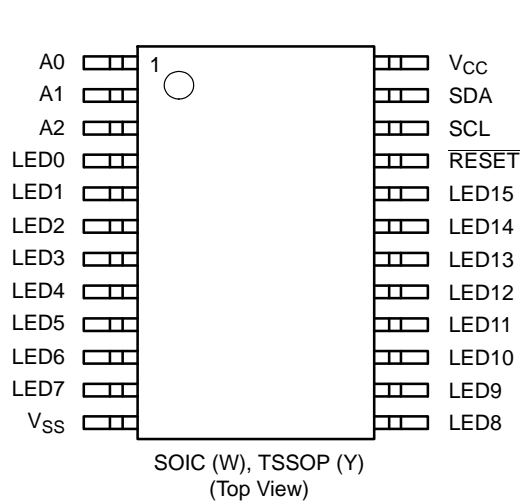 A0 1 VCC
A1 SDA
A2 SCL
LED0 RESET
LED1 LED15
LED2 LED14
LED3 LED13
LED4 LED12
LED5 LED11
LED6 LED10
LED7 LED9
VSS LED8
SOIC (W), TSSOP (Y)
(Top View)